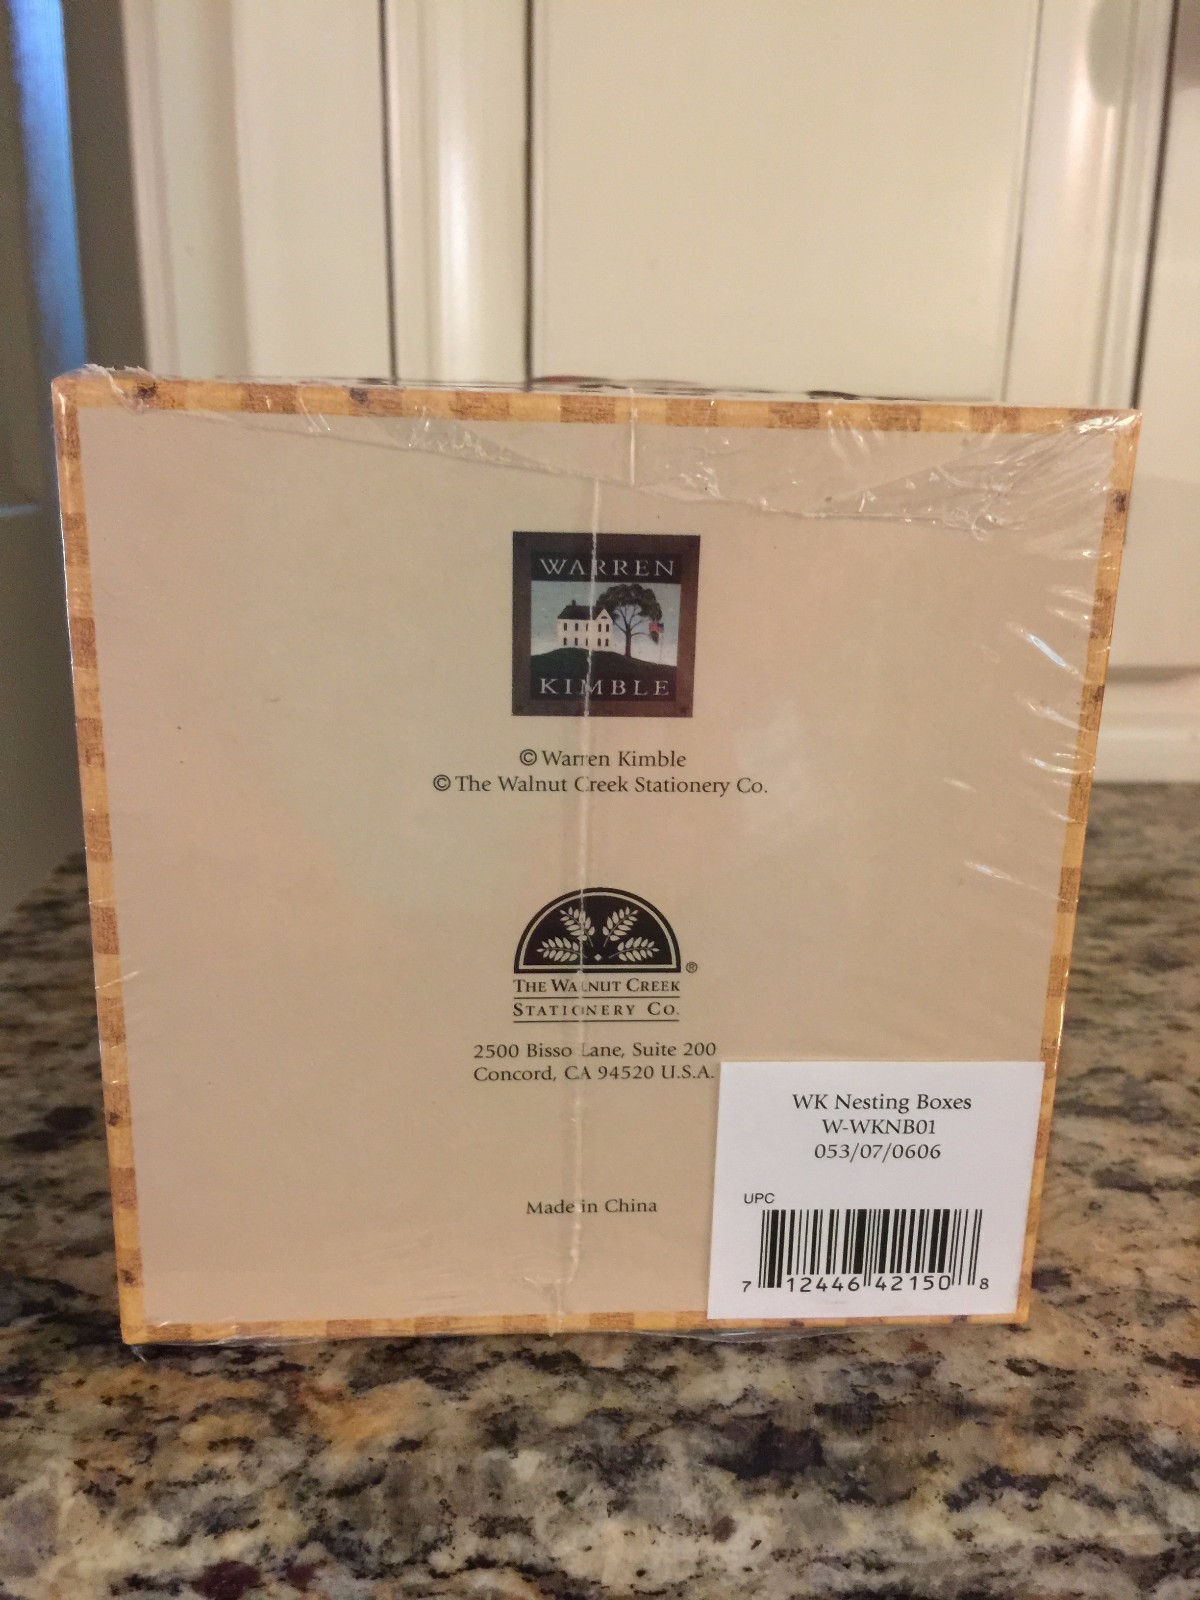 WARREN
KIMBLE
© Warren Kimble
© The Walnut Creek Stationery Co.
®
THE WALNUT CREEK
STATIONERY CO.
2500 Bisso Lane, Suite 200
Concord, CA 94520 U.S.A.
Made in China
WK Nesting Boxes
W-WKNB01
053/07/0606
UPC
7 12446 42150 8